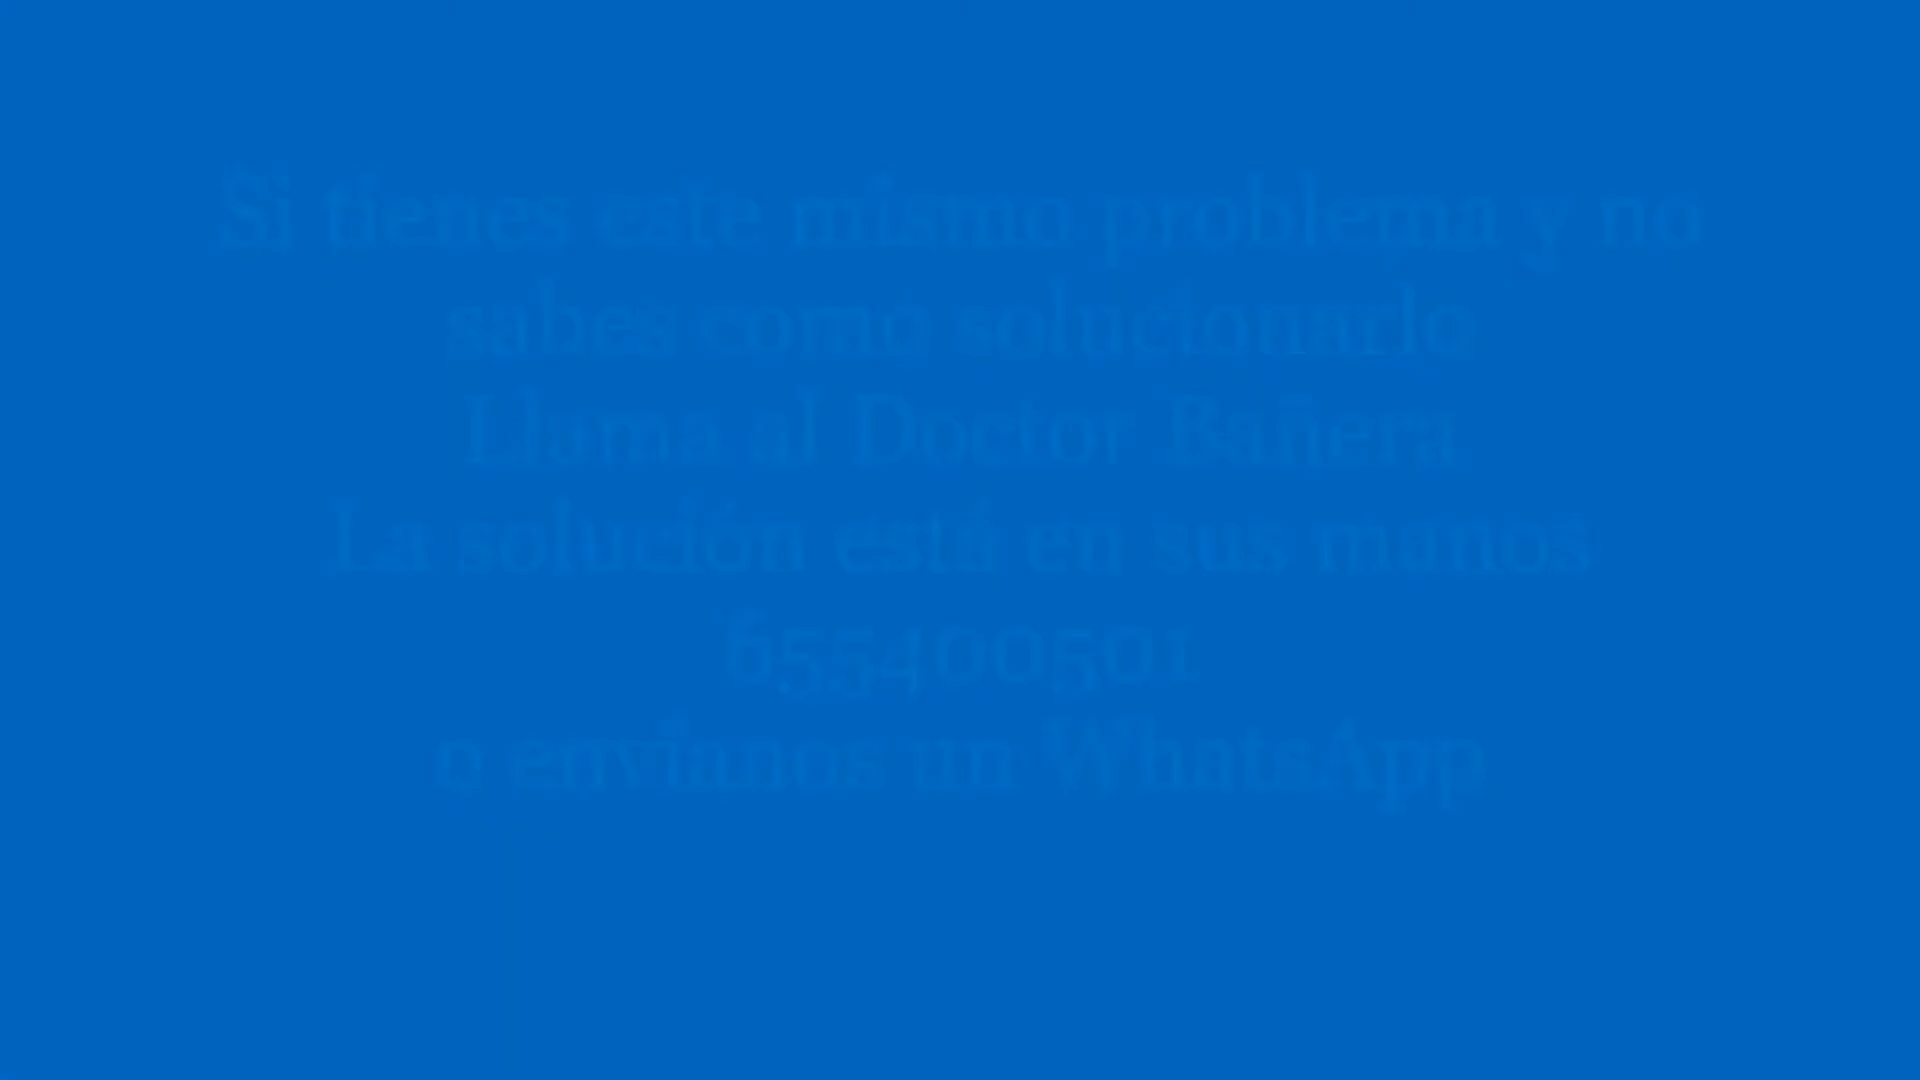 Si tienes este mismo problema y no
sabes como solucionarlo
Llama al Doctor Bañera
La solución está en sus manos
655400501
o envíanos un WhatsApp